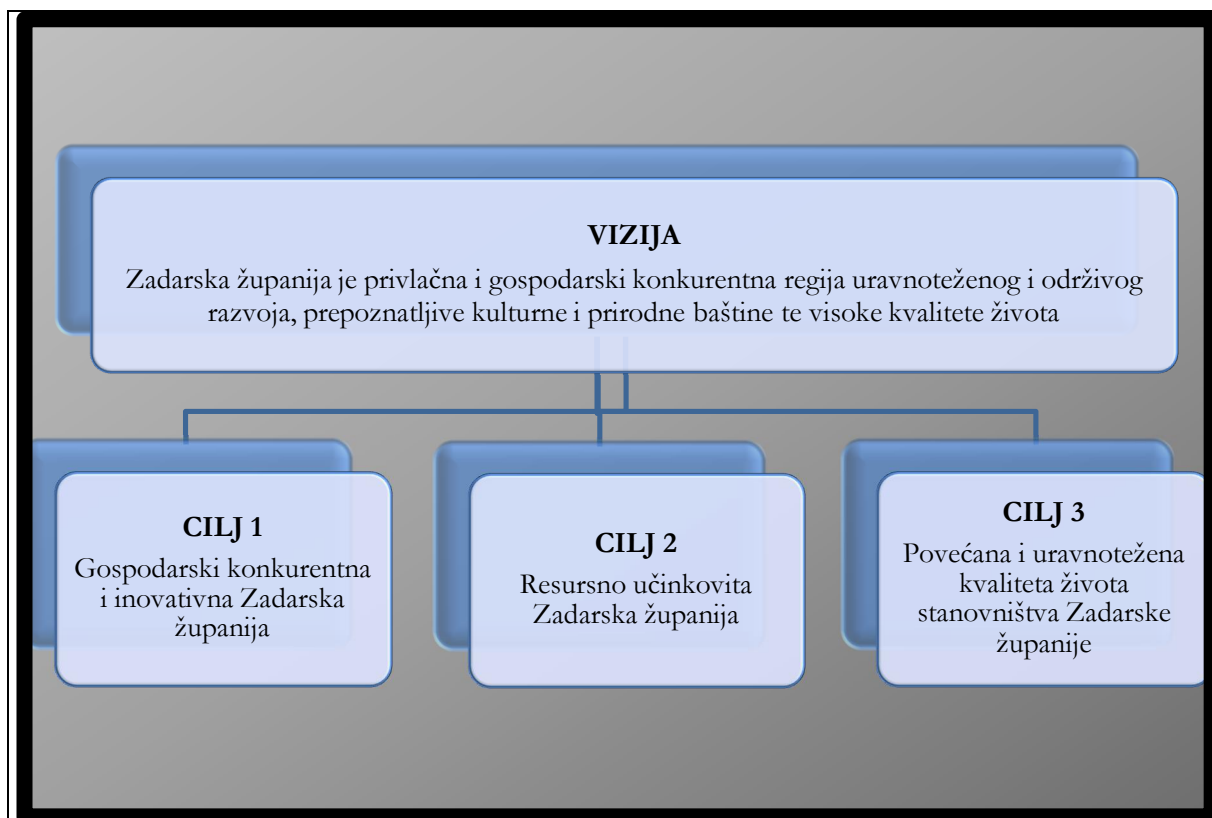 VIZIJA
Zadarska županija je privlačna i gospodarski konkurentna regija uravnoteženog i održivog
razvoja, prepoznatljive kulturne i prirodne baštine te visoke kvalitete života
CILJ 1
Gospodarski konkurentna
i inovativna Zadarska
županija
CILJ 2
Resursno učinkovita
Zadarska županija
CILJ 3
Povećana i uravnotežena
kvaliteta života
stanovništva Zadarske
županije